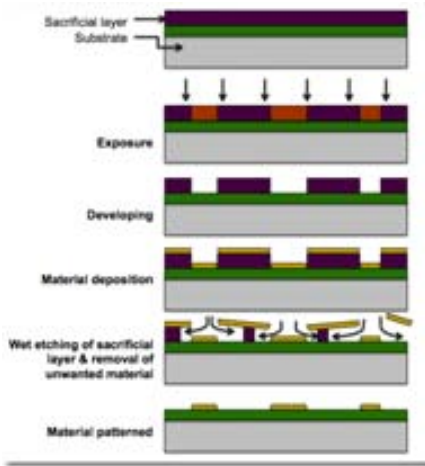 Sacrificial layer
Substrate
Exposure
Developing
Material deposition
Wet etching of sacrificial
layer & removal of
unwanted material
Material patterned